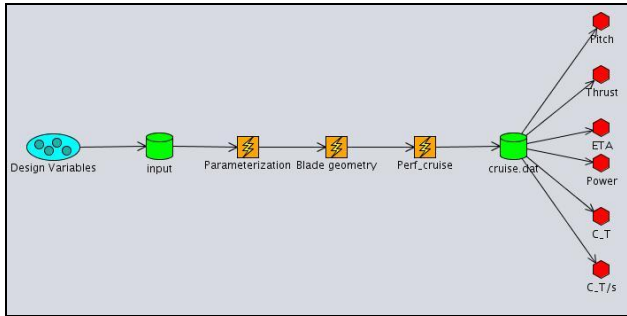 Pitch
Thrust
ETA
Power
Design Variables
input
Parameterization
Blade geometry
Perf_cruise
cruise.dat
C_T
C_T/s